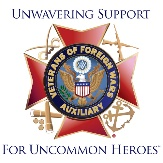 UNWAVERING SUPPORT
VETERANS OF FOREIGN WARS
AUXILIARY
FOR UNCOMMON HEROES